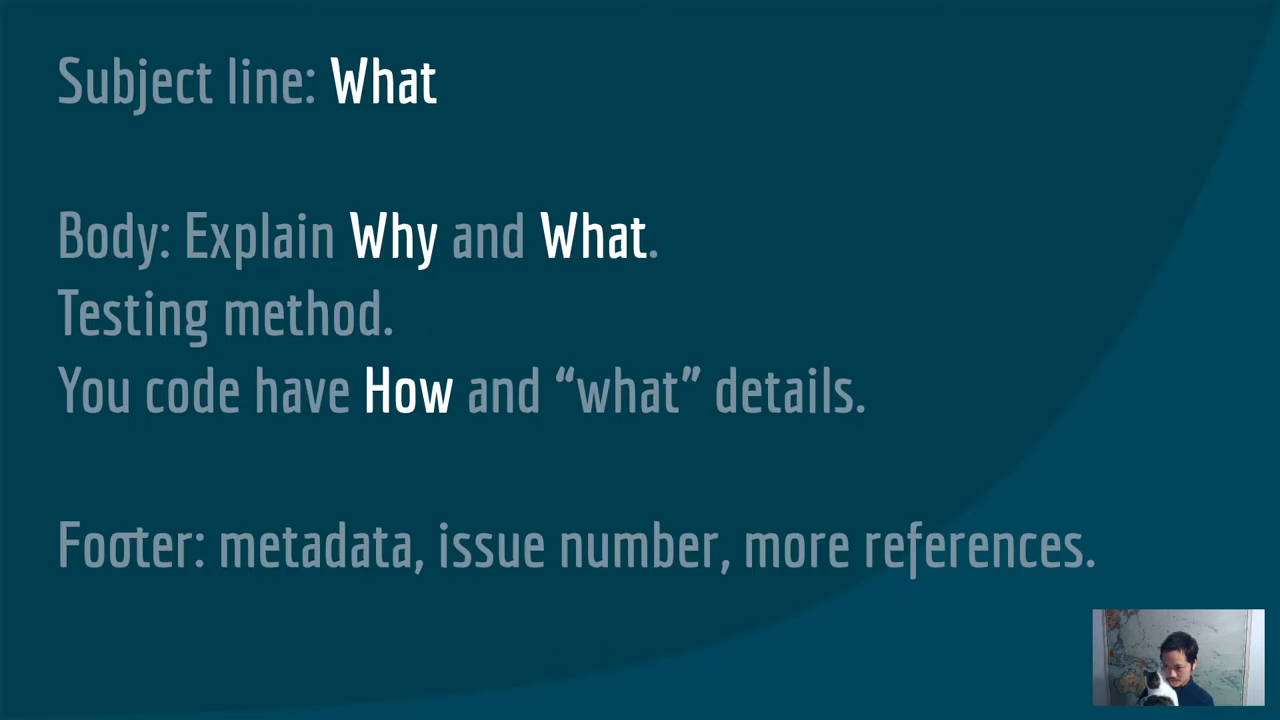 Subject line: What
Body: Explain Why and What.
Testing method.
You code have How and “what” details.
Footer: metadata, issue number, more references.